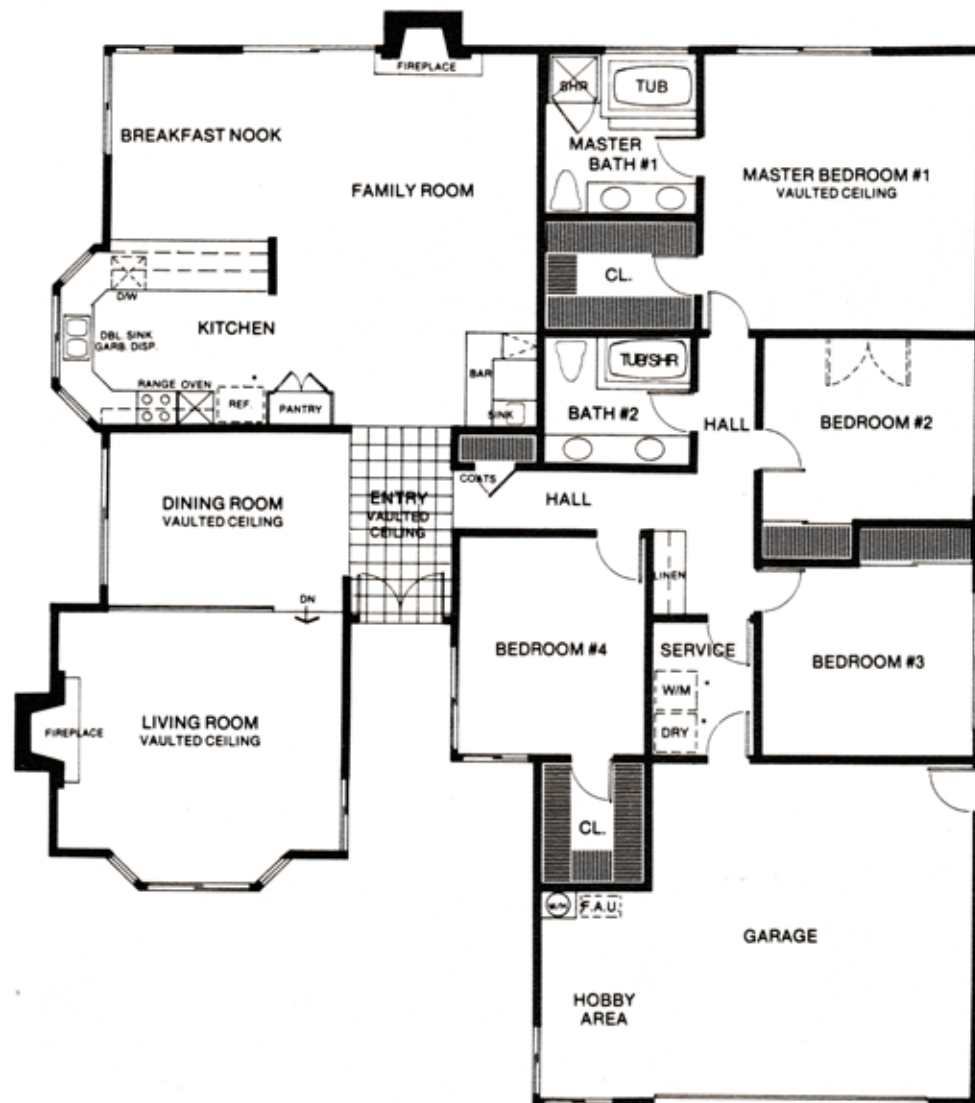 FIREPLACE
SHR
TUB
BREAKFAST NOOK
MASTER
BATH #1
FAMILY ROOM
MASTER BEDROOM #1
VAULTED CEILING
CL.
D/W
DBL. SINK
GARB. DISP.
KITCHEN
RANGE OVEN
REF.
PANTRY
BAR
SINK
TUB/SHR
BATH #2
HALL
BEDROOM #2
COATS
DINING ROOM
VAULTED CEILING
ENTRY
VAULTED
CEILING
HALL
LINEN
DN
BEDROOM #4
SERVICE
BEDROOM #3
W/M
DRY
LIVING ROOM
VAULTED CEILING
FIREPLACE
CL.
F.A.U.
GARAGE
HOBBY
AREA